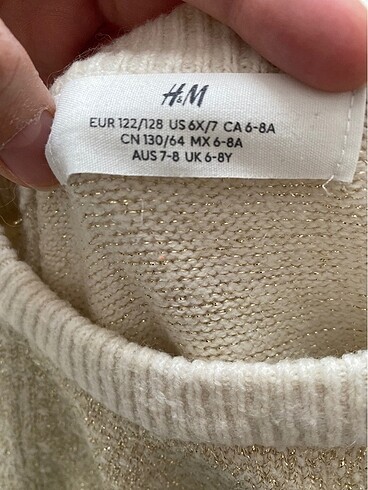 H&M
EUR 122/128 US 6X/7 CA 6-8A
CN 130/64 MX 6-8A
AUS 7-8 UK 6-8Y